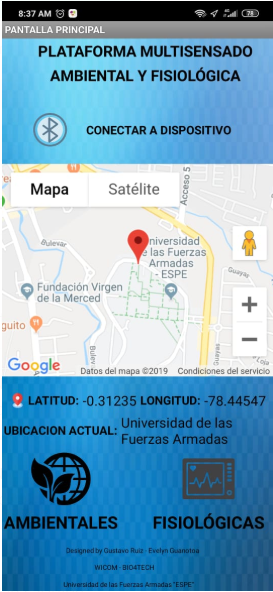 8:37 AM
78
PANTALLA PRINCIPAL
PLATAFORMA MULTISENSADO
AMBIENTAL Y FISIOLÓGICA
CONECTAR A DISPOSITIVO
Mapa
Satélite
Acceso 5
Bulevar
Universidad
de las Fuerzas
Armadas
- ESPE
Quayas
Fundación Virgen
de la Merced
guito
Bulev
+
−
Google
Datos del mapa ©2019
Condiciones del servicio
LATITUD: -0.31235 LONGITUD: -78.44547
UBICACION ACTUAL: Universidad de las
Fuerzas Armadas
AMBIENTALES
FISIOLÓGICAS
Designed by Gustavo Ruiz - Evelyn Guanotoa
WICOM - BIO4TECH
Universidad de las Fuerzas Armadas "ESPE"